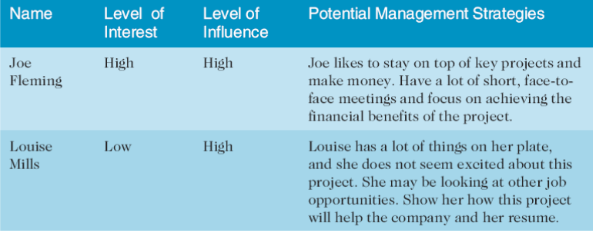 Name Level of Interest Level of Influence Potential Management Strategies
Joe Fleming High High Joe likes to stay on top of key projects and
make money. Have a lot of short, face-to-
face meetings and focus on achieving the
financial benefits of the project.
Louise Mills Low High Louise has a lot of things on her plate,
and she does not seem excited about this
project. She may be looking at other job
opportunities. Show her how this project
will help the company and her resume.